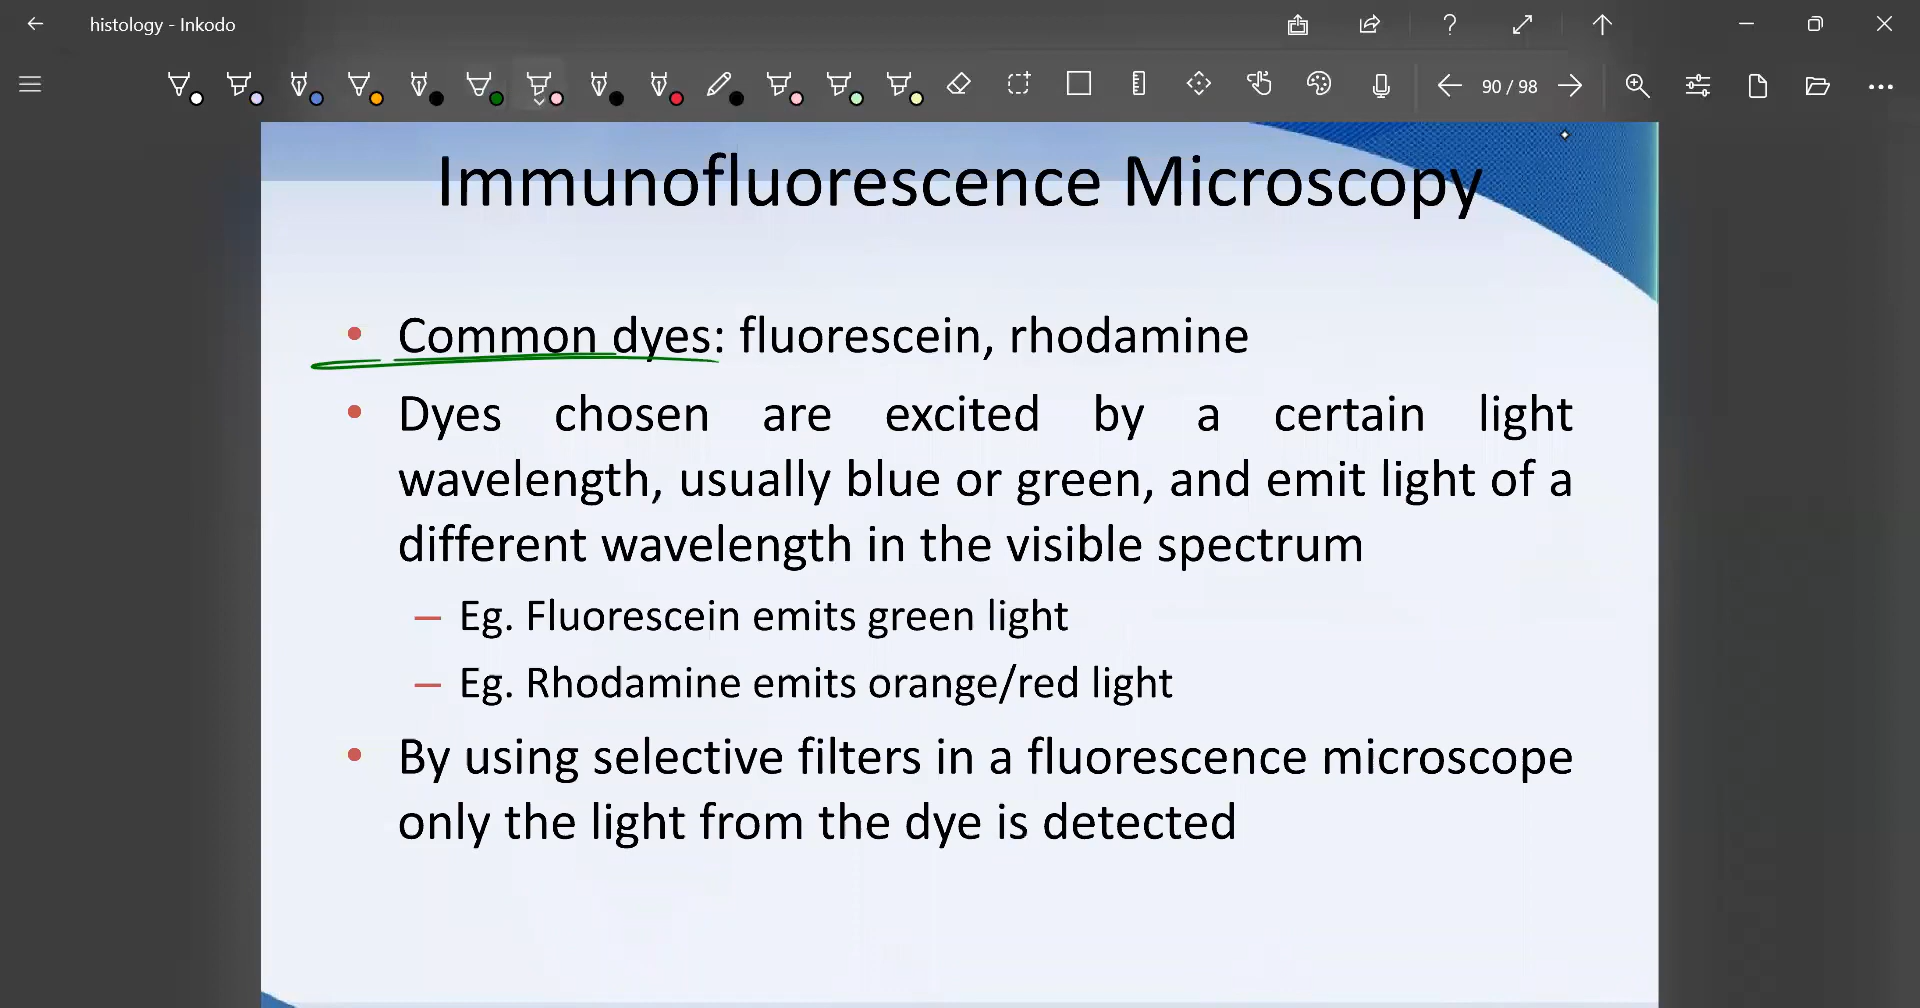 histology - Inkodo
90 / 98
Immunofluorescence Microscopy
• Common dyes: fluorescein, rhodamine
• Dyes chosen are excited by a certain light
wavelength, usually blue or green, and emit light of a
different wavelength in the visible spectrum
– Eg. Fluorescein emits green light
– Eg. Rhodamine emits orange/red light
• By using selective filters in a fluorescence microscope
only the light from the dye is detected